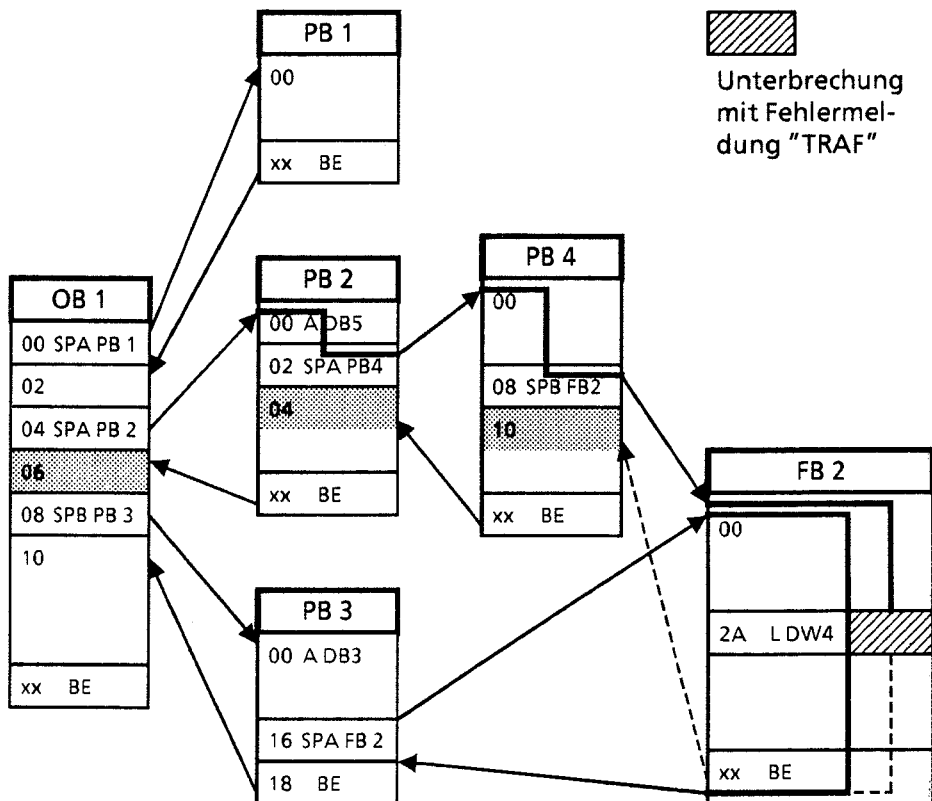 PB 1
00
xx BE
Unterbrechung
mit Fehlermel-
dung "TRAF"
OB 1
00 SPA PB 1
02
04 SPA PB 2
06
08 SPB PB 3
10
xx BE
PB 2
00 A DB5
02 SPA PB4
04
xx BE
PB 4
00
08 SPB FB2
10
xx BE
PB 3
00 A DB3
16 SPA FB 2
18 BE
FB 2
00
2A L DW4
xx BE